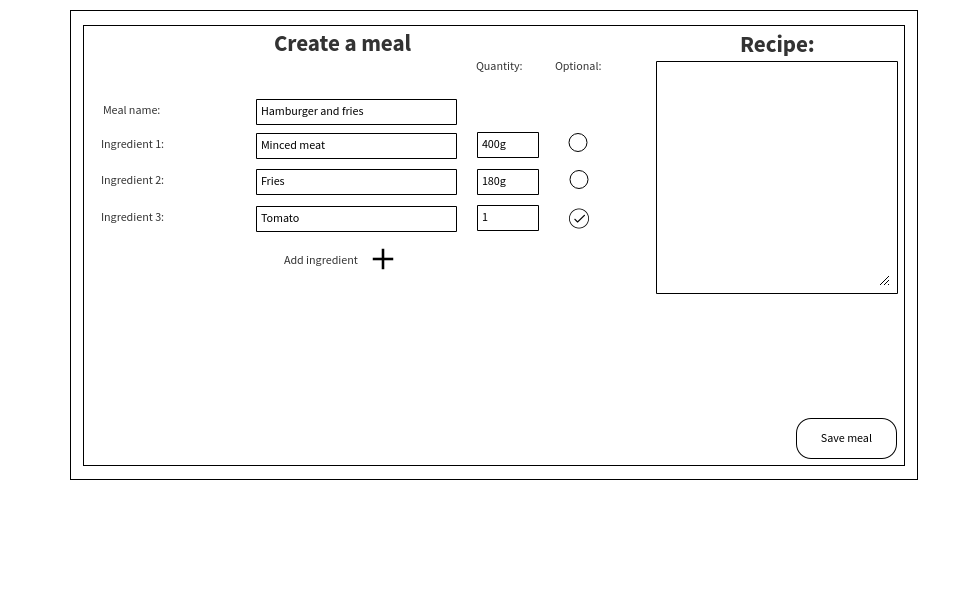 Create a meal
Recipe:
Quantity: Optional:
Meal name: Hamburger and fries
Ingredient 1: Minced meat 400g
Ingredient 2: Fries 180g
Ingredient 3: Tomato 1
Add ingredient
Save meal